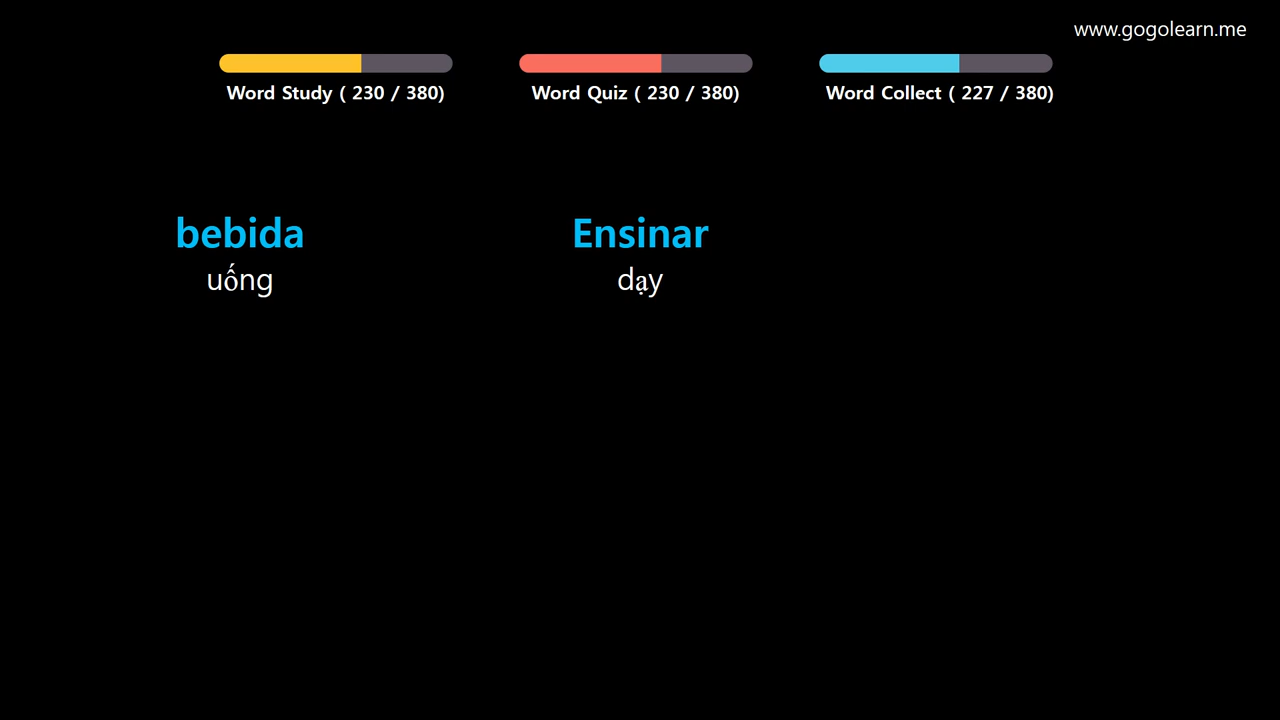 www.gogolearn.me
Word Study ( 230 / 380)
Word Quiz ( 230 / 380)
Word Collect ( 227 / 380)
bebida
Ensinar
uống
dạy